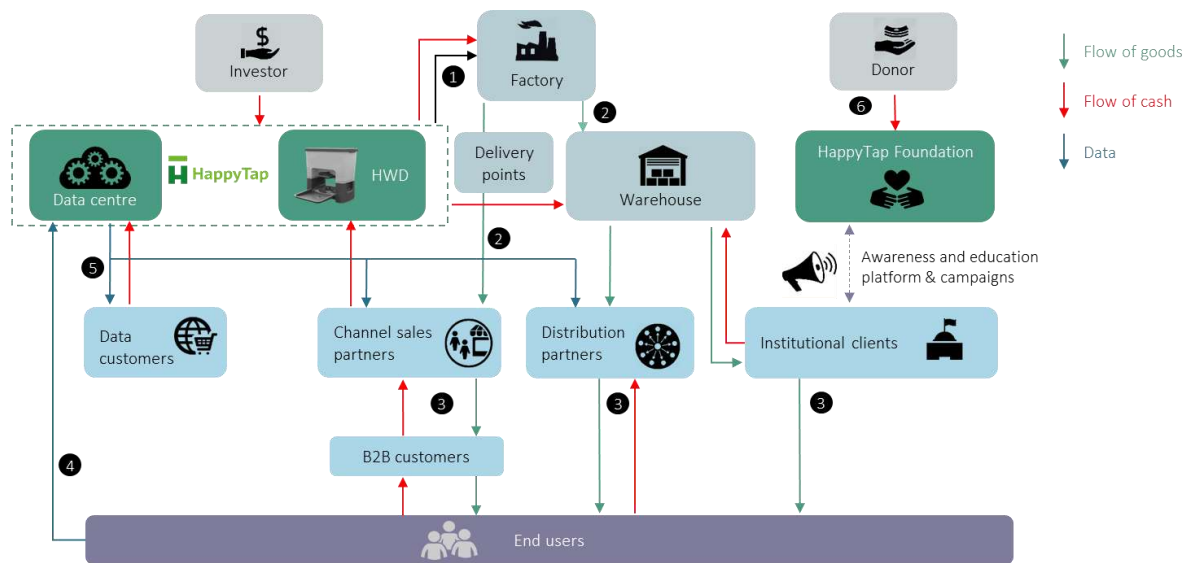 Investor
1
Factory
Donor
Flow of goods
Flow of cash
Data
2
6
Data centre
HappyTap
HWD
Delivery
points
Warehouse
HappyTap Foundation
2
5
Awareness and education
platform & campaigns
Data
customers
Channel sales
partners
Distribution
partners
Institutional clients
3
3
3
B2B customers
4
End users